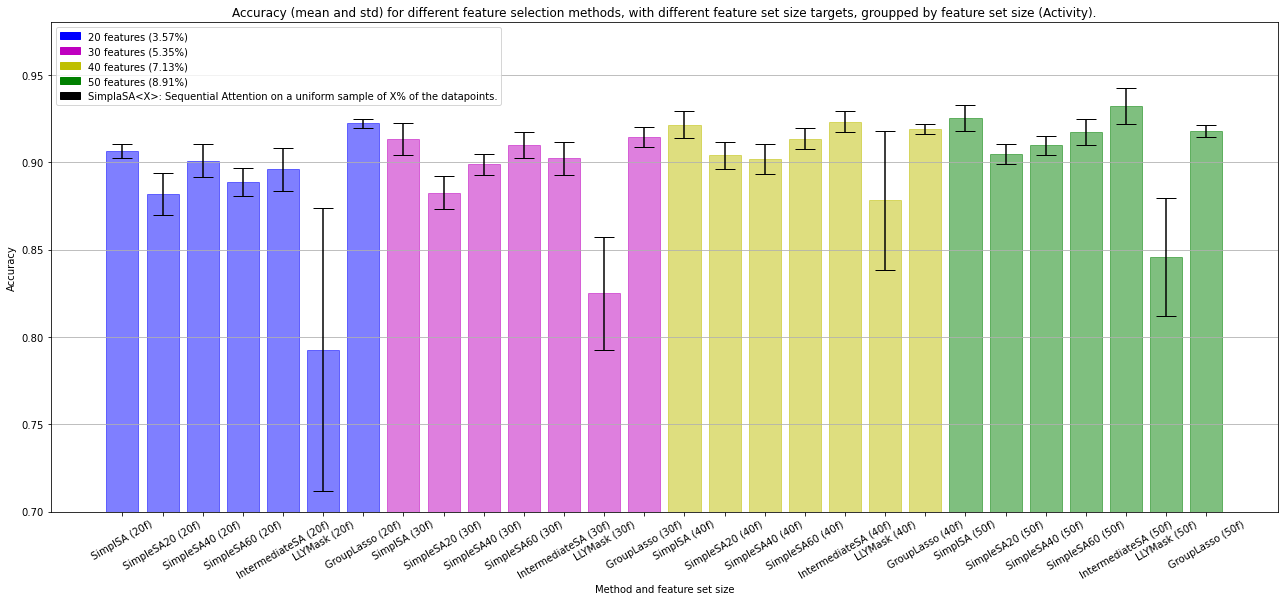 Accuracy (mean and std) for different feature selection methods, with different feature set size targets, groupped by feature set size (Activity).
20 features (3.57%)
30 features (5.35%)
40 features (7.13%)
50 features (8.91%)
SimplaSA<X>: Sequential Attention on a uniform sample of X% of the datapoints.
Accuracy
0.95
0.90
0.85
0.80
0.75
0.70
SimplSA (20f)
SimpleSA20 (20f)
SimpleSA40 (20f)
SimpleSA60 (20f)
IntermediateSA (20f)
LLYMask (20f)
GroupLasso (20f)
SimplSA (30f)
SimpleSA20 (30f)
SimpleSA40 (30f)
SimpleSA60 (30f)
IntermediateSA (30f)
LLYMask (30f)
GroupLasso (30f)
SimplSA (40f)
SimpleSA20 (40f)
SimpleSA40 (40f)
SimpleSA60 (40f)
IntermediateSA (40f)
LLYMask (40f)
GroupLasso (40f)
SimplSA (50f)
SimpleSA20 (50f)
SimpleSA40 (50f)
SimpleSA60 (50f)
IntermediateSA (50f)
LLYMask (50f)
GroupLasso (50f)
Method and feature set size